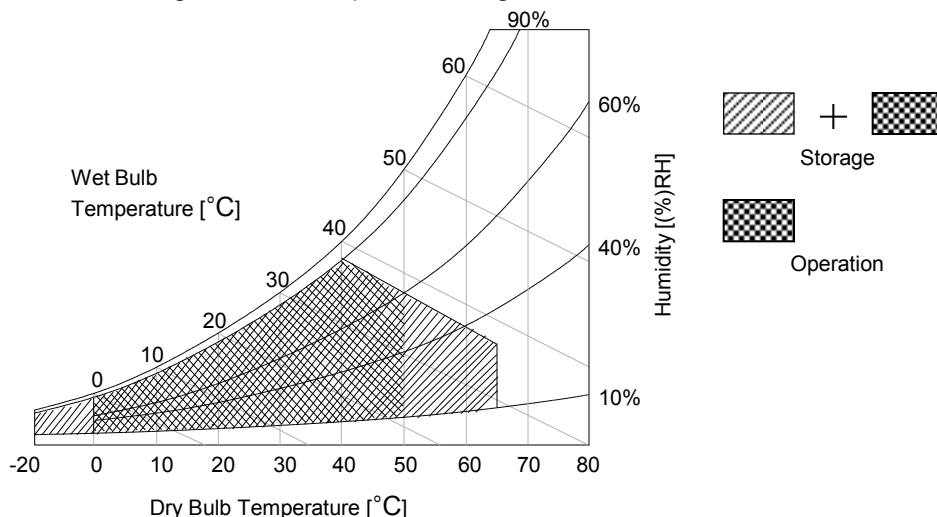 90%
60
60%
50
Wet Bulb
Temperature [°C]
40
30
20
10
0
40%
10%
Humidity [(%)RH]
-20 0 10 20 30 40 50 60 70 80
Dry Bulb Temperature [°C]
+
Storage
Operation